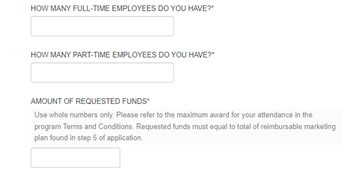 HOW MANY FULL-TIME EMPLOYEES DO YOU HAVE?*
HOW MANY PART-TIME EMPLOYEES DO YOU HAVE?*
AMOUNT OF REQUESTED FUNDS*
Use whole numbers only. Please refer to the maximum award for your attendance in the
program Terms and Conditions. Requested funds must equal to total of reimbursable marketing
plan found in step 5 of application.